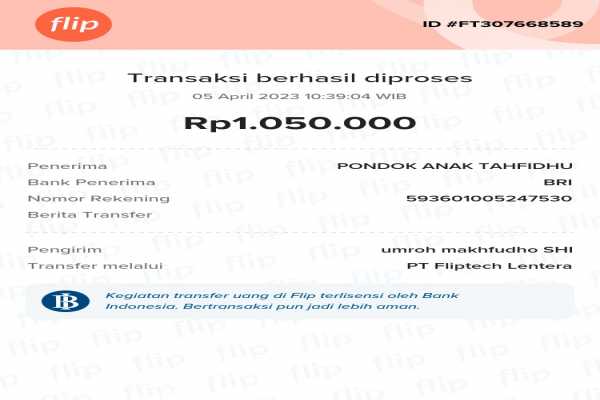 flip
ID #FT307668589
Transaksi berhasil diproses
05 April 2023 10:39:04 WIB
Rp1.050.000
Penerima PONDOK ANAK TAHFIDHU
Bank Penerima BRI
Nomor Rekening 593601005247530
Berita Transfer
Pengirim umroh makhfudho SHI
Transfer melalui PT Fliptech Lentera
Kegiatan transfer uang di Flip terlisensi oleh Bank
Indonesia. Bertransaksi pun jadi lebih aman.